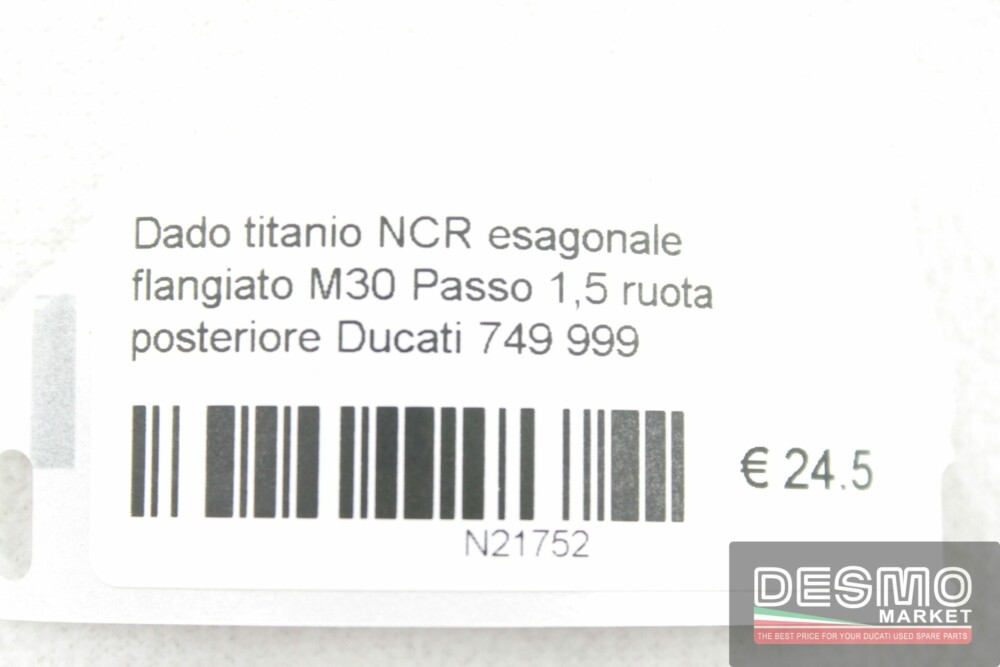 Dado titanio NCR esagonale
flangiato M30 Passo 1,5 ruota
posteriore Ducati 749 999
€ 24.5
N21752
DESMO
MARKET
THE BEST PRICE FOR YOUR DUCATI USED SPARE PARTS